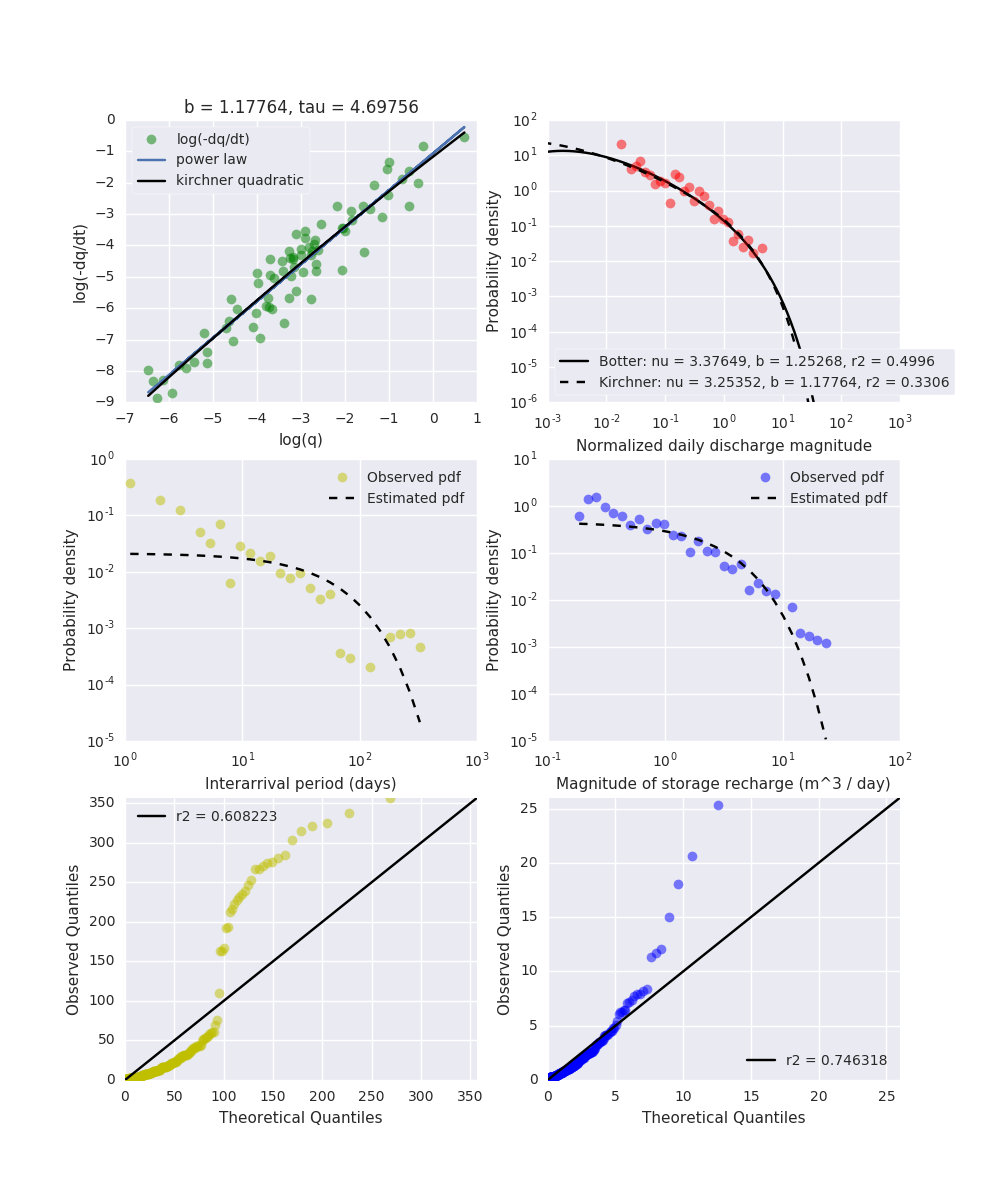 b = 1.17764, tau = 4.69756
log(-dq/dt)
0
−1
−2
−3
−4
−5
−6
−7
−8
−9
log(-dq/dt)
power law
kirchner quadratic
−7 −6 −5 −4 −3 −2 −1 0 1
log(q)
Probability density
10^2
10^1
10^0
10^-1
10^-2
10^-3
10^-4
10^-5
10^-6
Botter: nu = 3.37649, b = 1.25268, r2 = 0.4996
Kirchner: nu = 3.25352, b = 1.17764, r2 = 0.3306
10^-3 10^-2 10^-1 10^0 10^1 10^2 10^3
Normalized daily discharge magnitude
Probability density
10^0
10^-1
10^-2
10^-3
10^-4
10^-5
Observed pdf
Estimated pdf
10^0 10^1 10^2 10^3
Interarrival period (days)
Probability density
10^1
10^0
10^-1
10^-2
10^-3
10^-4
10^-5
Observed pdf
Estimated pdf
10^-1 10^0 10^1 10^2
Magnitude of storage recharge (m^3 / day)
Observed Quantiles
350
300
250
200
150
100
50
0
r2 = 0.608223
0 50 100 150 200 250 300 350
Theoretical Quantiles
Observed Quantiles
25
20
15
10
5
0
r2 = 0.746318
0 5 10 15 20 25
Theoretical Quantiles